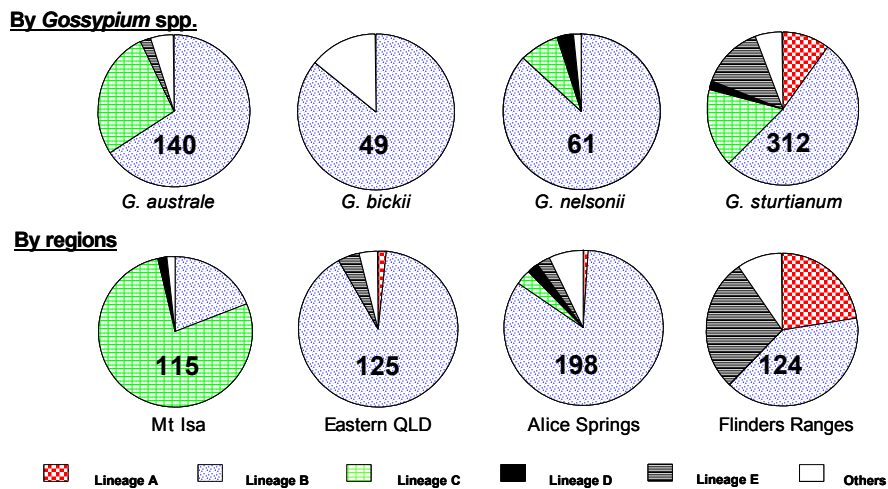 By Gossypium spp.
140 49 61 312
G. australe G. bickii G. nelsonii G. sturtianum
By regions
115 125 198 124
Mt Isa Eastern QLD Alice Springs Flinders Ranges
Lineage A Lineage B Lineage C Lineage D Lineage E Others